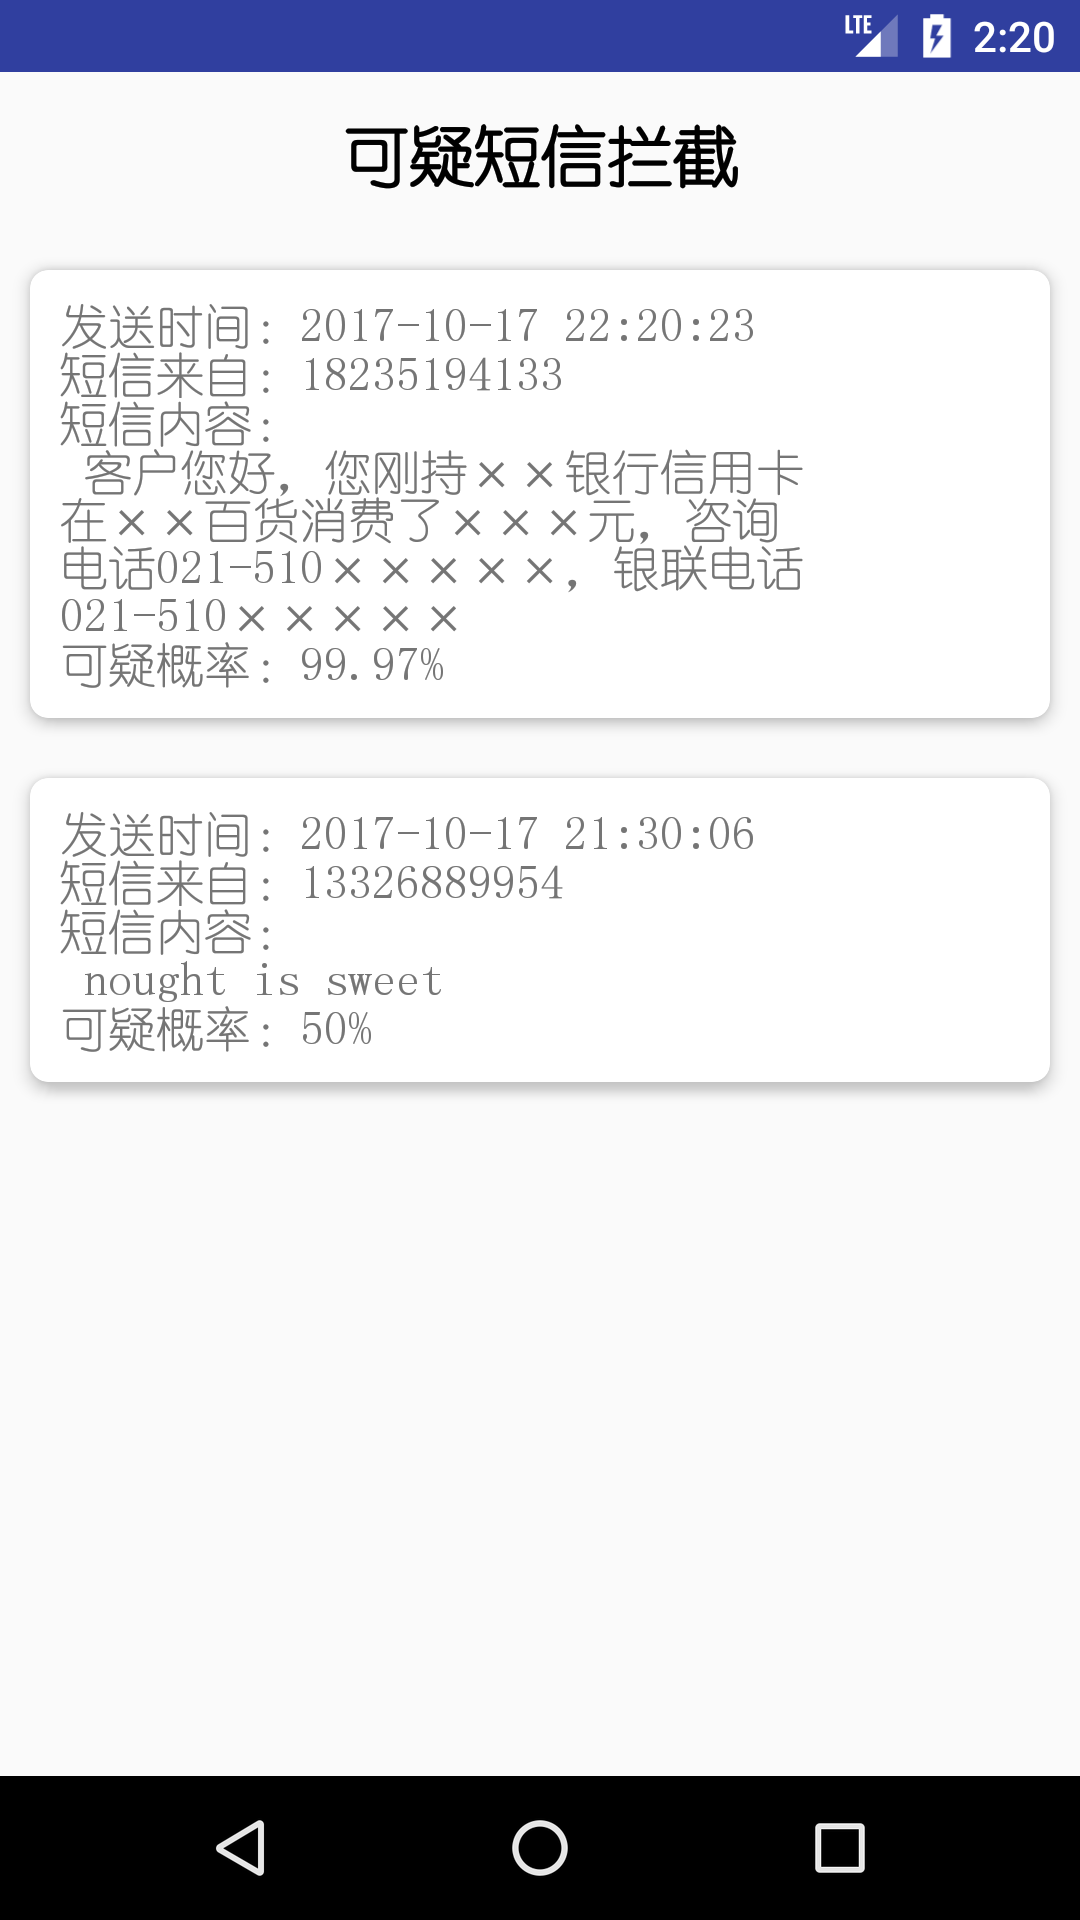 LTE 2:20
可疑短信拦截
发送时间：2017-10-17 22:20:23
短信来自：18235194133
短信内容：
客户您好，您刚持××银行信用卡
在××百货消费了×××元，咨询
电话021-510×××××，银联电话
021-510×××××
可疑概率：99.97%
发送时间：2017-10-17 21:30:06
短信来自：13326889954
短信内容：
nought is sweet
可疑概率：50%